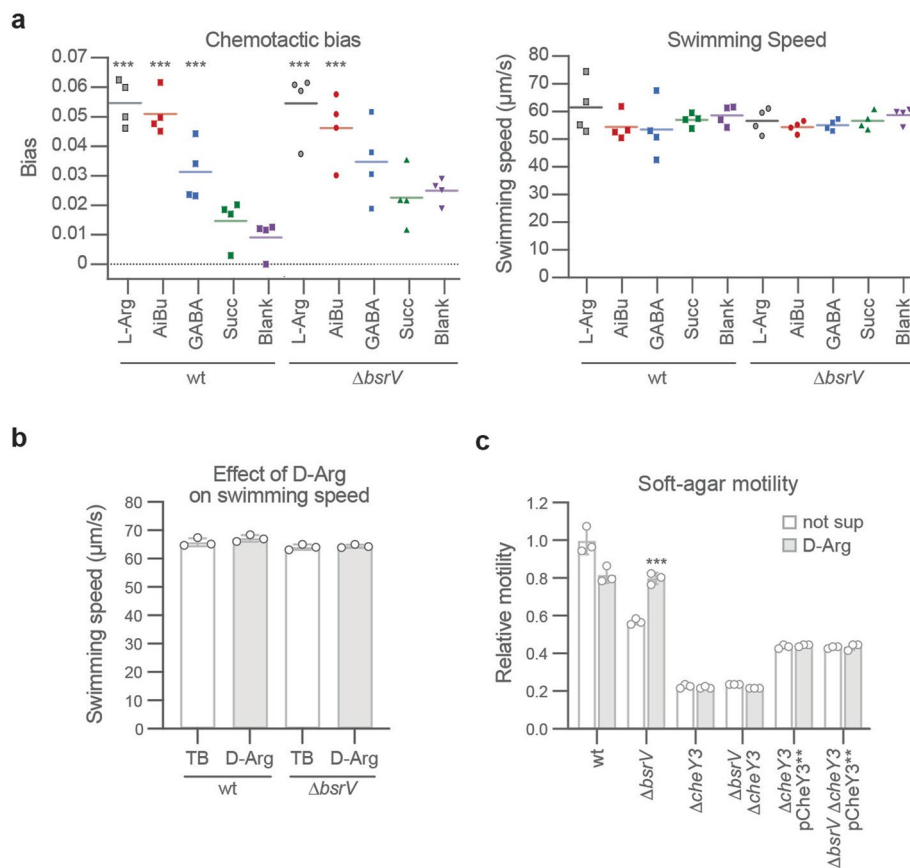 a
Chemotactic bias
Swimming Speed
0.07
0.06
0.05
0.04
0.03
0.02
0.01
0
Bias
*** *** *** *** ***
L-Arg
AiBu
GABA
Succ
Blank
L-Arg
AiBu
GABA
Succ
Blank
wt
ΔbsrV
80
70
60
50
40
30
20
10
0
Swimming speed (µm/s)
L-Arg
AiBu
GABA
Succ
Blank
L-Arg
AiBu
GABA
Succ
Blank
wt
ΔbsrV
b
Effect of D-Arg
on swimming speed
80
70
60
50
40
30
20
10
0
Swimming speed (µm/s)
TB D-Arg TB D-Arg
wt
ΔbsrV
c
Soft-agar motility
not sup
D-Arg
1.2
1.0
0.8
0.6
0.4
0.2
0.0
Relative motility
***
wt
ΔbsrV
ΔcheY3
ΔbsrV
ΔcheY3
ΔcheY3
pCheY3**
ΔbsrV ΔcheY3
pCheY3**